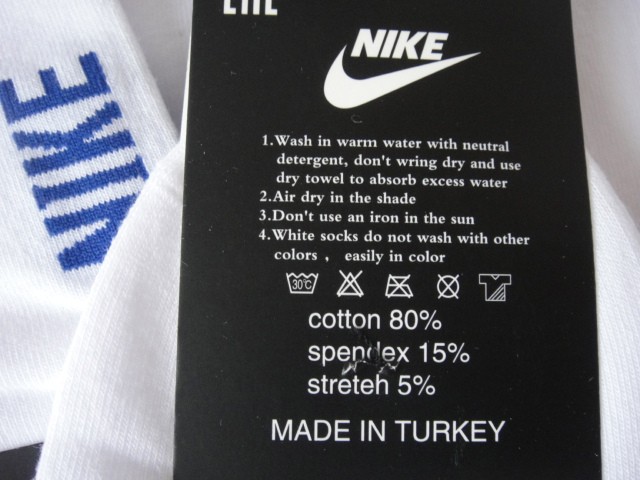 NIKE
NIKE
1.Wash in warm water with neutral
detergent, don't wring dry and use
dry towel to absorb excess water
2.Air dry in the shade
3.Don't use an iron in the sun
4.White socks do not wash with other
colors , easily in color
30°C
cotton 80%
spendex 15%
streteh 5%
MADE IN TURKEY